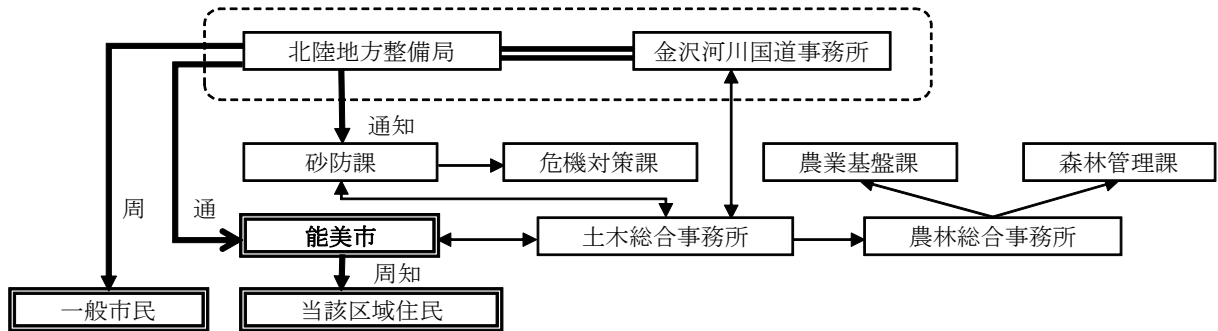 北陸地方整備局
金沢河川国道事務所
通知
砂防課
危機対策課
農業基盤課
森林管理課
周
通
能美市
土木総合事務所
農林総合事務所
周知
一般市民
当該区域住民